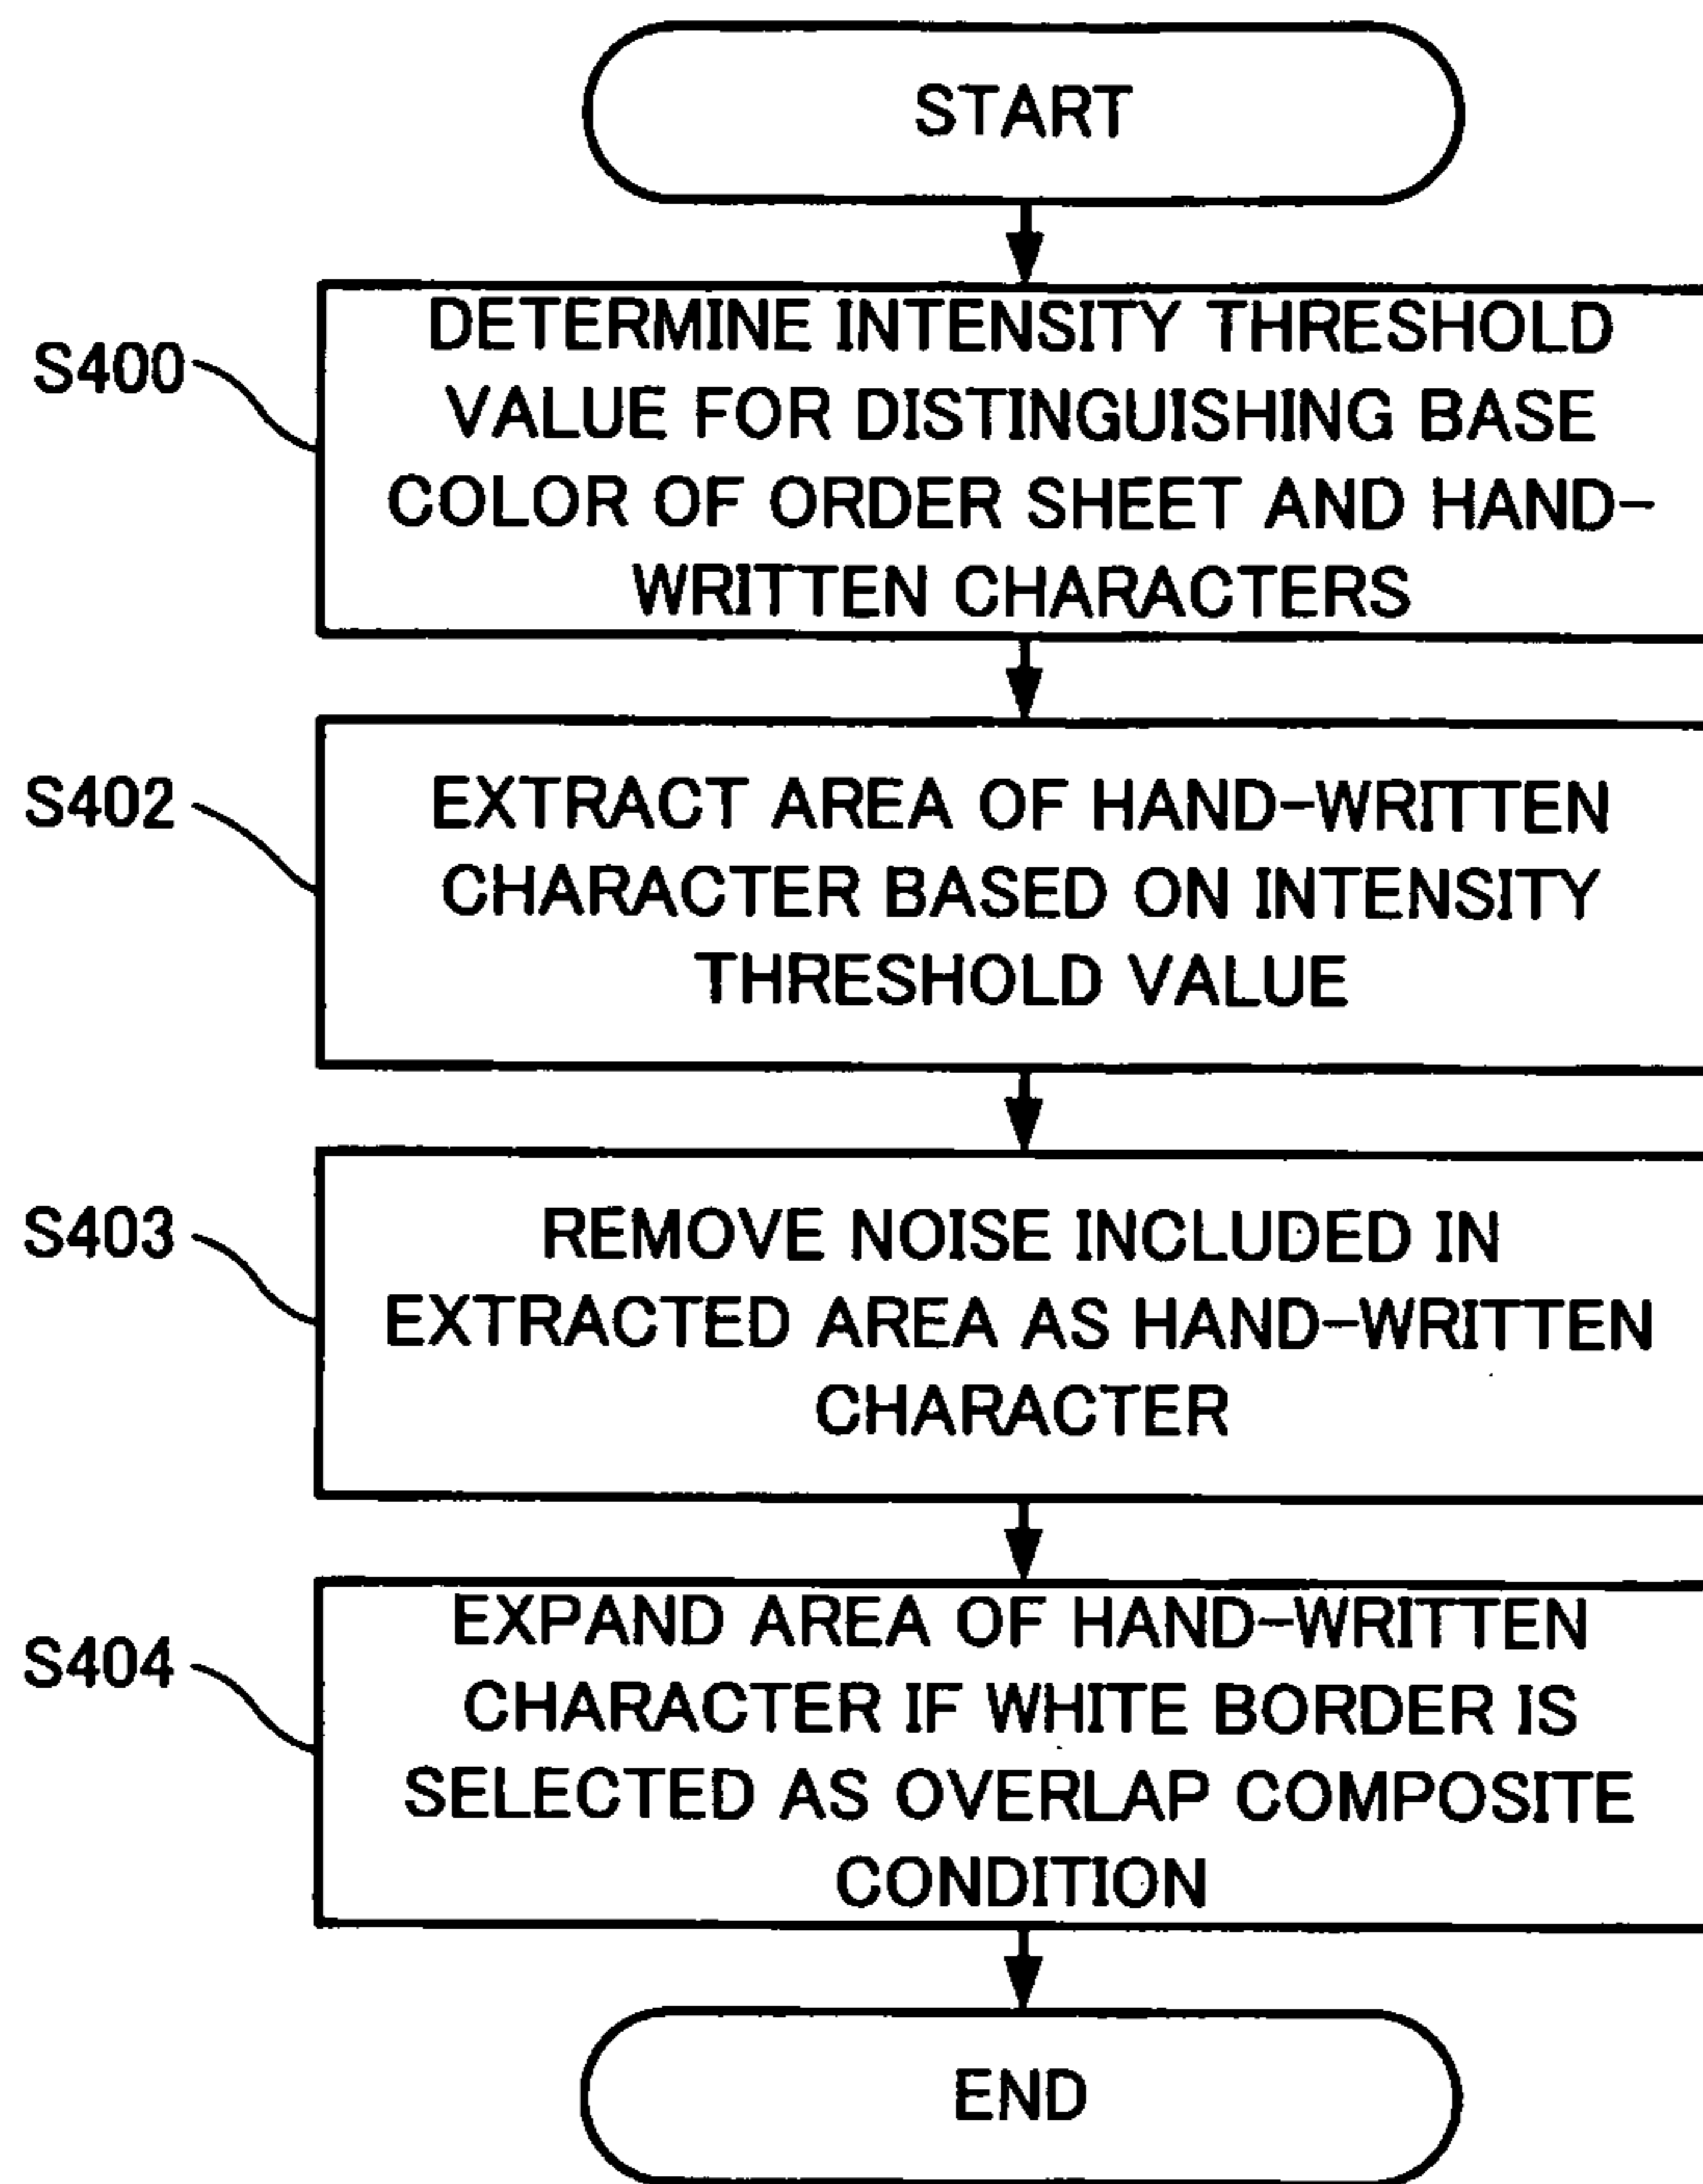 START
S400
DETERMINE INTENSITY THRESHOLD
VALUE FOR DISTINGUISHING BASE
COLOR OF ORDER SHEET AND HAND-
WRITTEN CHARACTERS
S402
EXTRACT AREA OF HAND-WRITTEN
CHARACTER BASED ON INTENSITY
THRESHOLD VALUE
S403
REMOVE NOISE INCLUDED IN
EXTRACTED AREA AS HAND-WRITTEN
CHARACTER
S404
EXPAND AREA OF HAND-WRITTEN
CHARACTER IF WHITE BORDER IS
SELECTED AS OVERLAP COMPOSITE
CONDITION
END